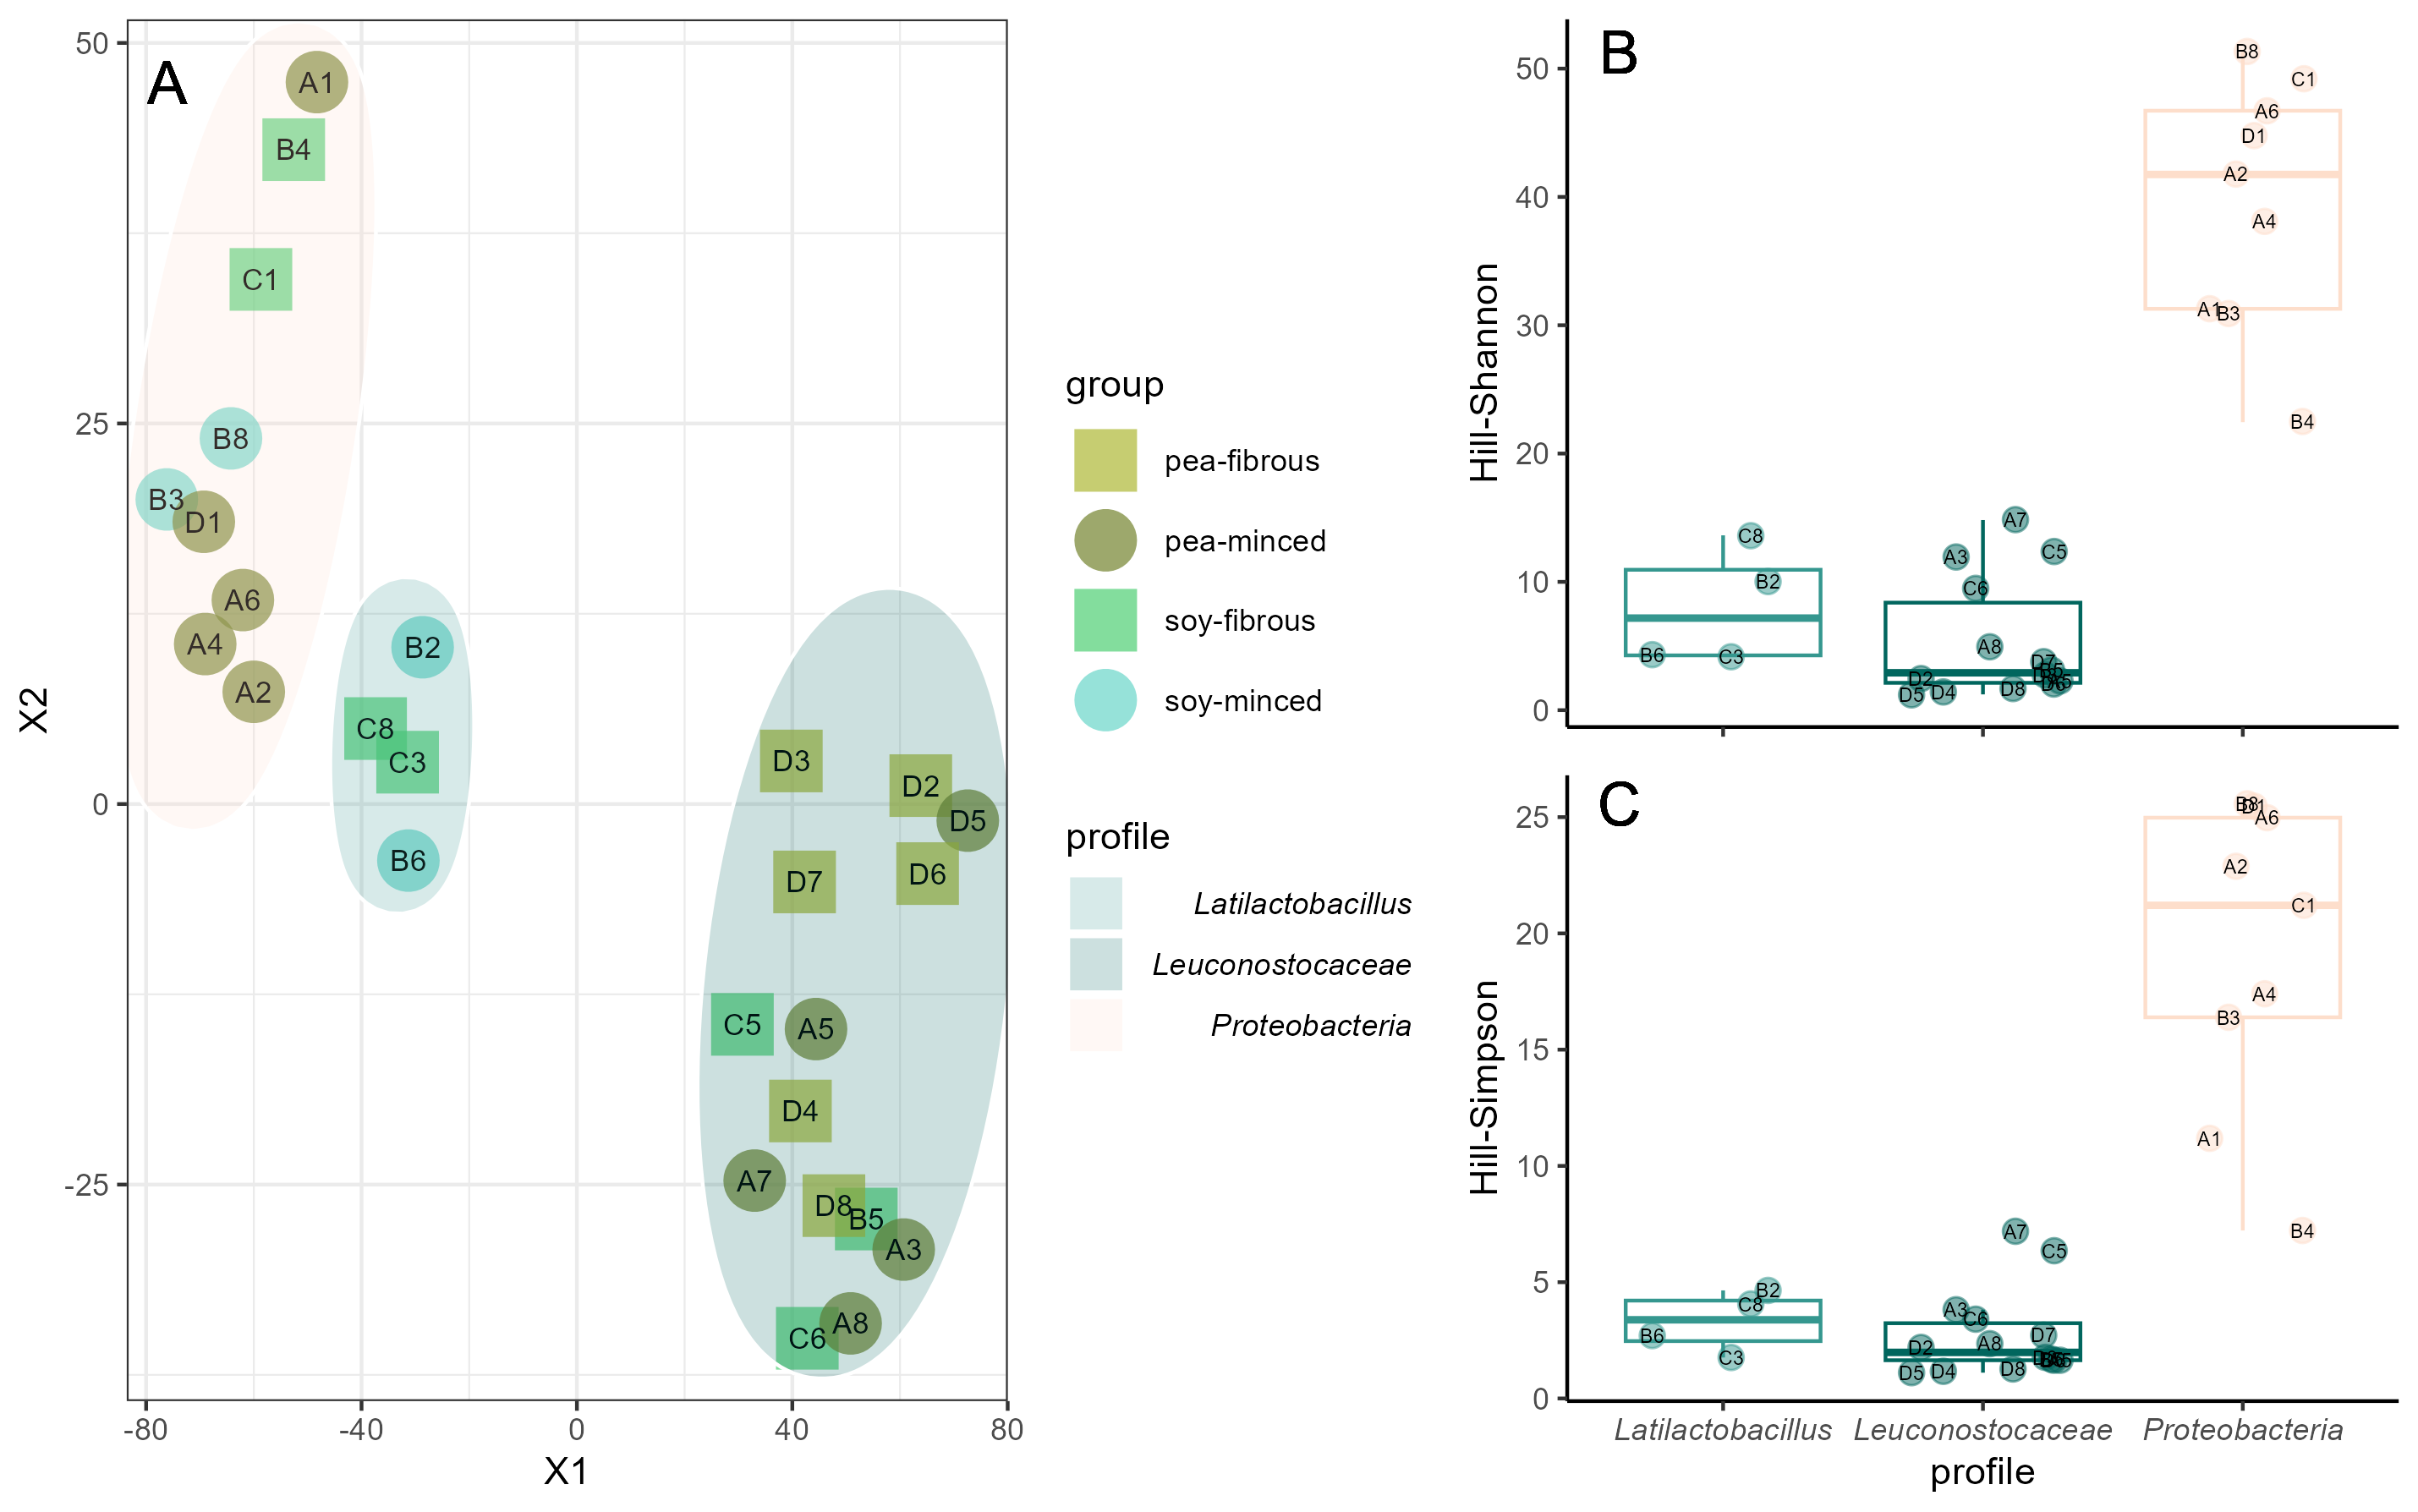 A
50
25
0
-25
X2
-80
-40
0
40
80
X1
A1
B4
C1
B8
B3
D1
A6
A4
A2
B2
C8
C3
B6
D3
D2
D5
D7
D6
C5
A5
D4
A7
D8
B5
A3
A8
C6
group
pea-fibrous
pea-minced
soy-fibrous
soy-minced
profile
Latilactobacillus
Leuconostocaceae
Proteobacteria
B
Hill-Shannon
50
40
30
20
10
0
B8
C1
A6
D1
A2
A4
A1
B3
B4
C8
B2
B6
C3
A7
A3
C5
C6
A8
D7
B5
D2
A5
D6
D5
D4
D8
C
Hill-Simpson
25
20
15
10
5
0
B8
D1
A6
A2
C1
A4
B3
A1
B4
B2
C8
B6
C3
A7
C5
A3
C6
D7
A8
D2
D5
D4
D8
Latilactobacillus
Leuconostocaceae
Proteobacteria
profile